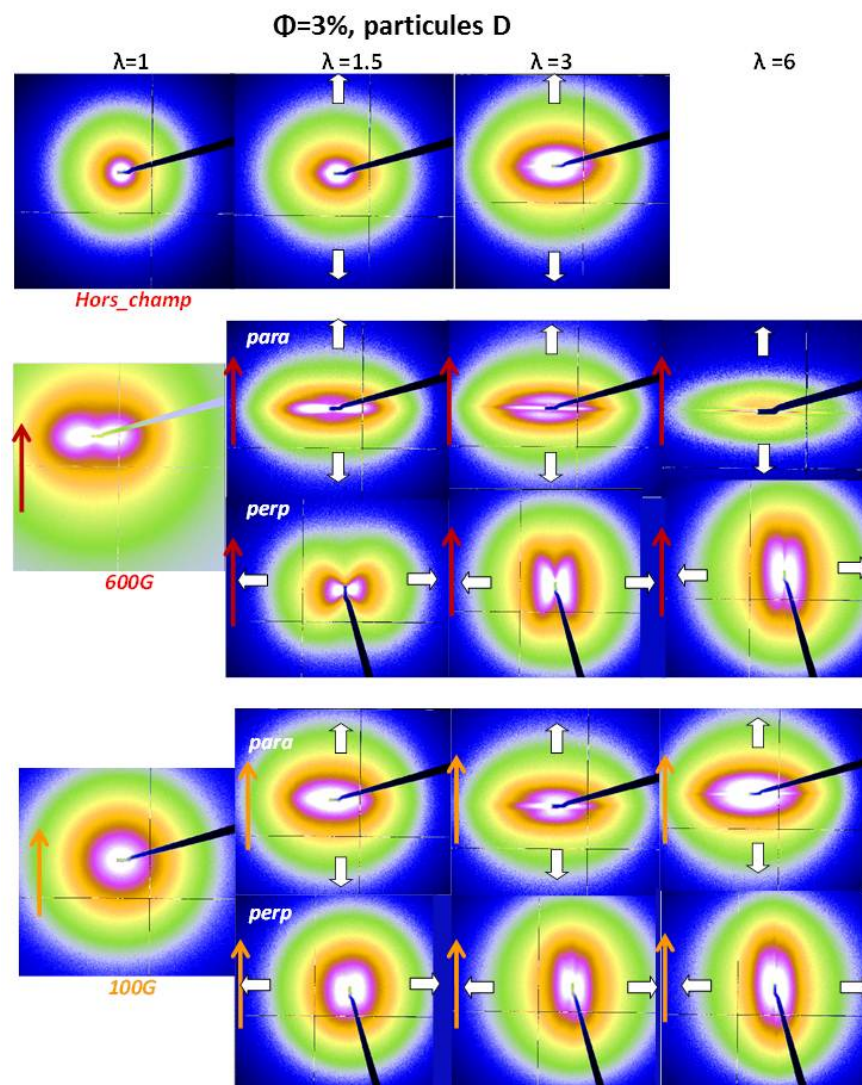 Φ=3%, particules D
λ=1 λ =1.5 λ =3 λ =6
Hors_champ
para
600G
perp
para
100G
perp